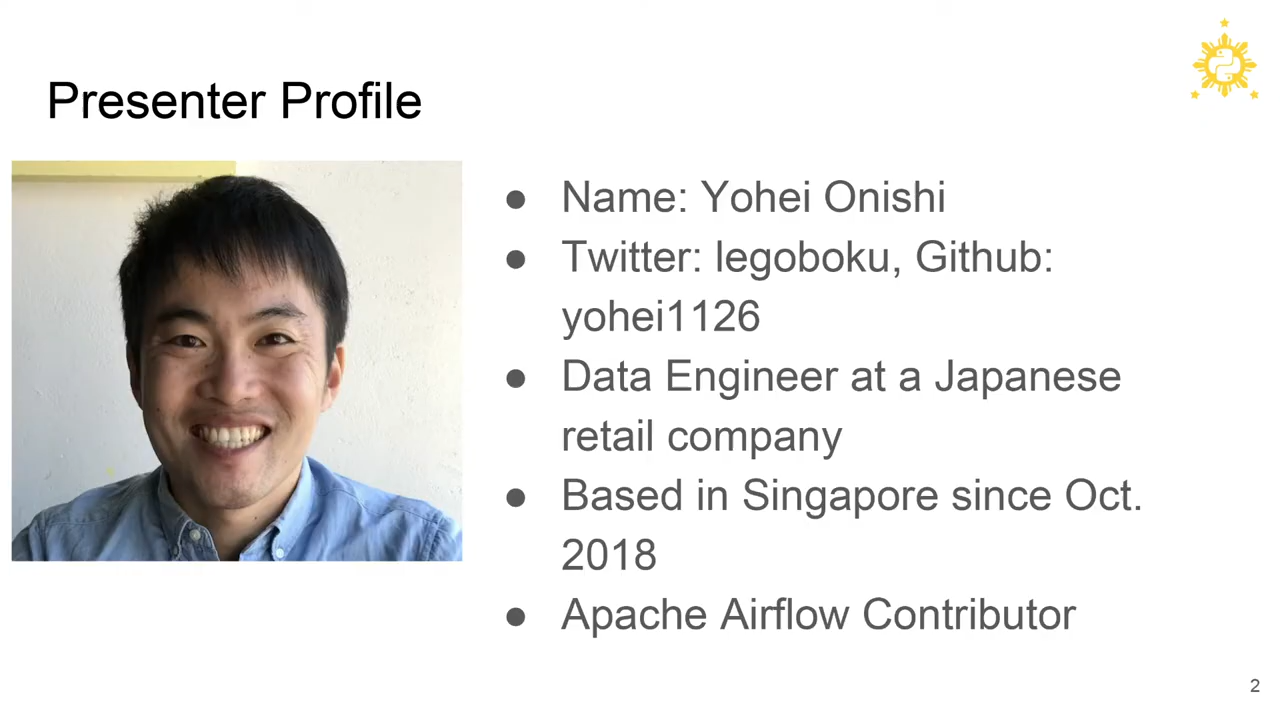 Presenter Profile
● Name: Yohei Onishi
● Twitter: legoboku, Github:
yohei1126
● Data Engineer at a Japanese
retail company
● Based in Singapore since Oct.
2018
● Apache Airflow Contributor
2